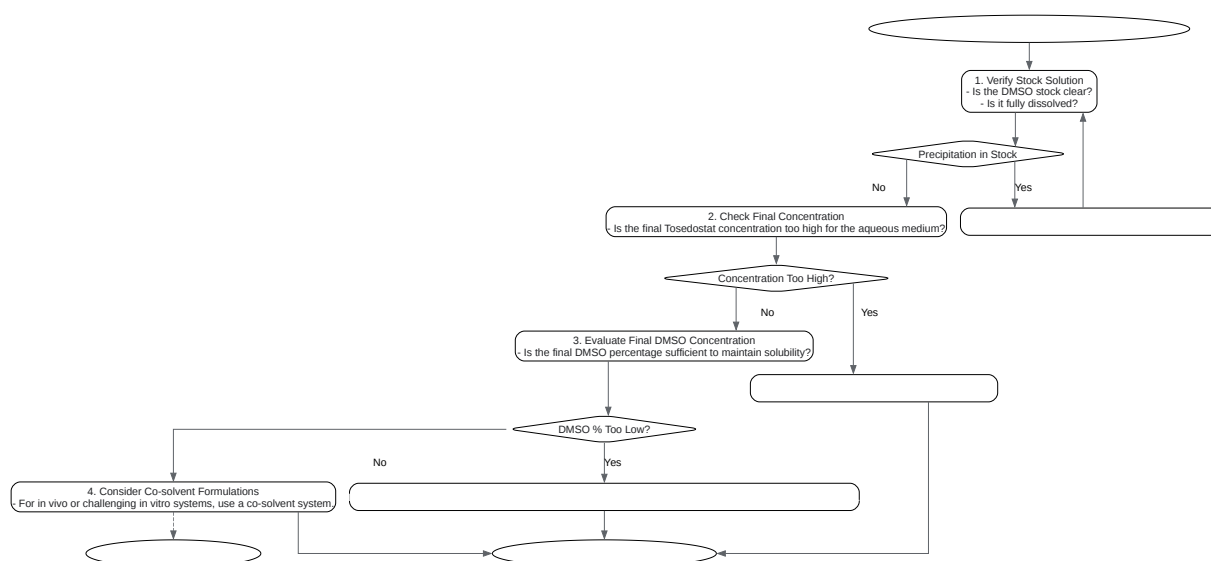 1. Verify Stock Solution
- Is the DMSO stock clear?
- Is it fully dissolved?
Precipitation in Stock
No
Yes
2. Check Final Concentration
- Is the final Tosedostat concentration too high for the aqueous medium?
Concentration Too High?
No
Yes
3. Evaluate Final DMSO Concentration
- Is the final DMSO percentage sufficient to maintain solubility?
DMSO % Too Low?
No
Yes
4. Consider Co-solvent Formulations
- For in vivo or challenging in vitro systems, use a co-solvent system.